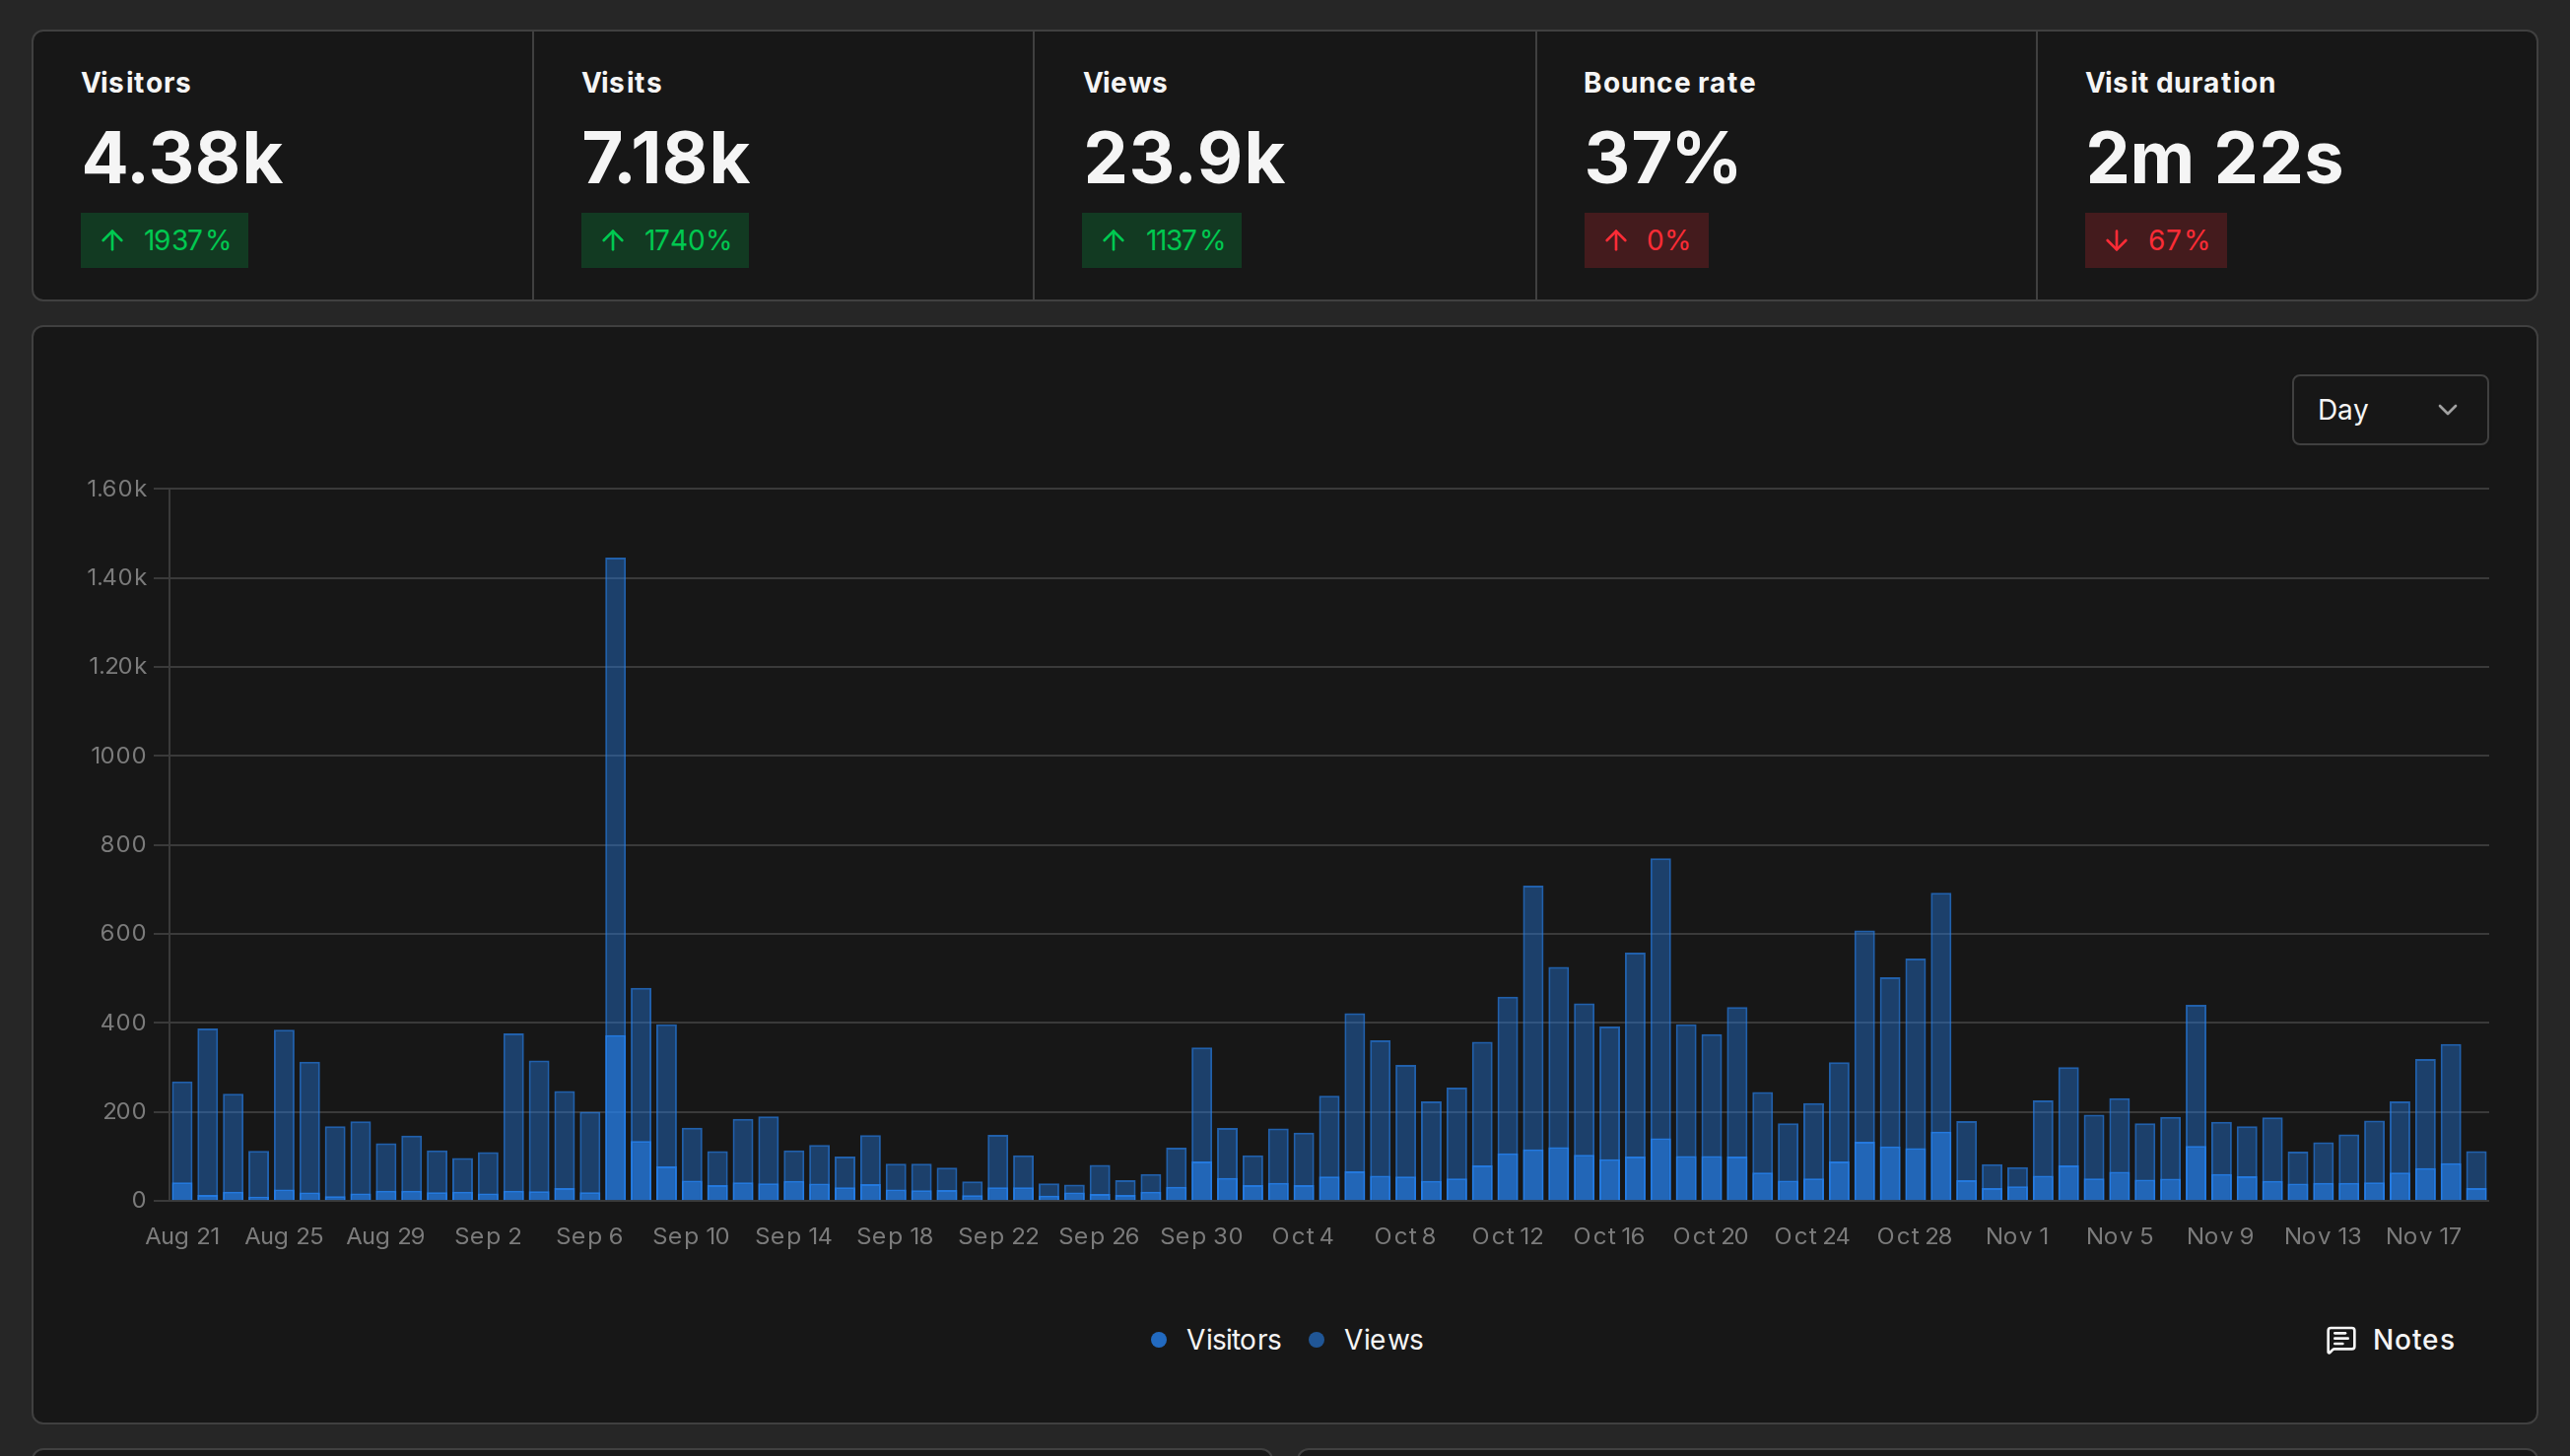 Visitors
4.38k
↑ 1937%
Visits
7.18k
↑ 1740%
Views
23.9k
↑ 1137%
Bounce rate
37%
↑ 0%
Visit duration
2m 22s
↓ 67%
Day
1.60k
1.40k
1.20k
1000
800
600
400
200
0
Aug 21 Aug 25 Aug 29 Sep 2 Sep 6 Sep 10 Sep 14 Sep 18 Sep 22 Sep 26 Sep 30 Oct 4 Oct 8 Oct 12 Oct 16 Oct 20 Oct 24 Oct 28 Nov 1 Nov 5 Nov 9 Nov 13 Nov 17
Visitors Views
Notes